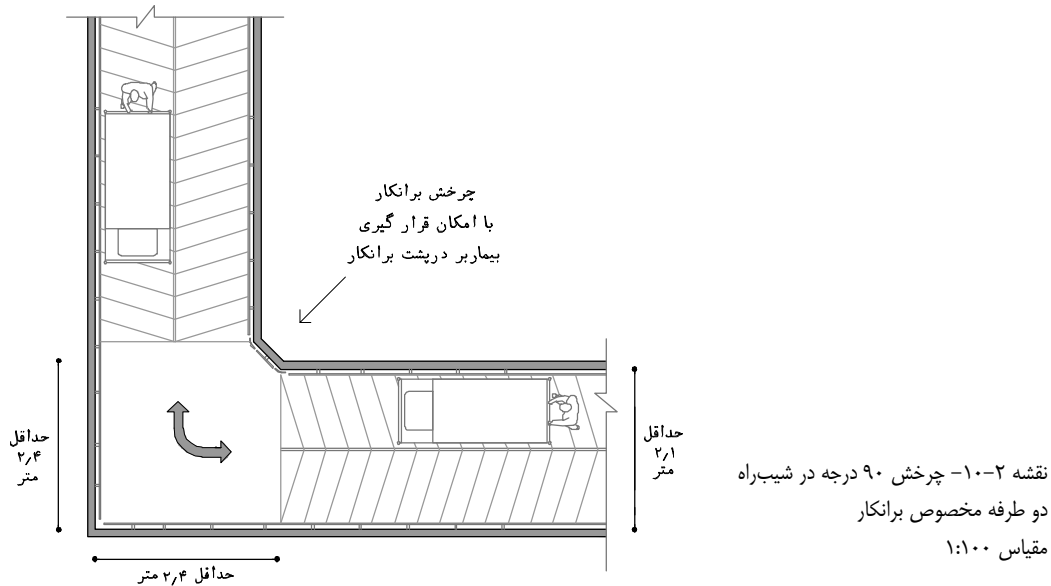 چرخش برانکار
با امکان قرار گیری
بیماربر درپشت برانکار
حداقل
۲٫۱
متر
حداقل
۲٫۴
متر
حداقل ۲٫۴ متر
نقشه ۲-۱۰- چرخش ۹۰ درجه در شیب‌راه
دو طرفه مخصوص برانکار
مقیاس ۱:۱۰۰